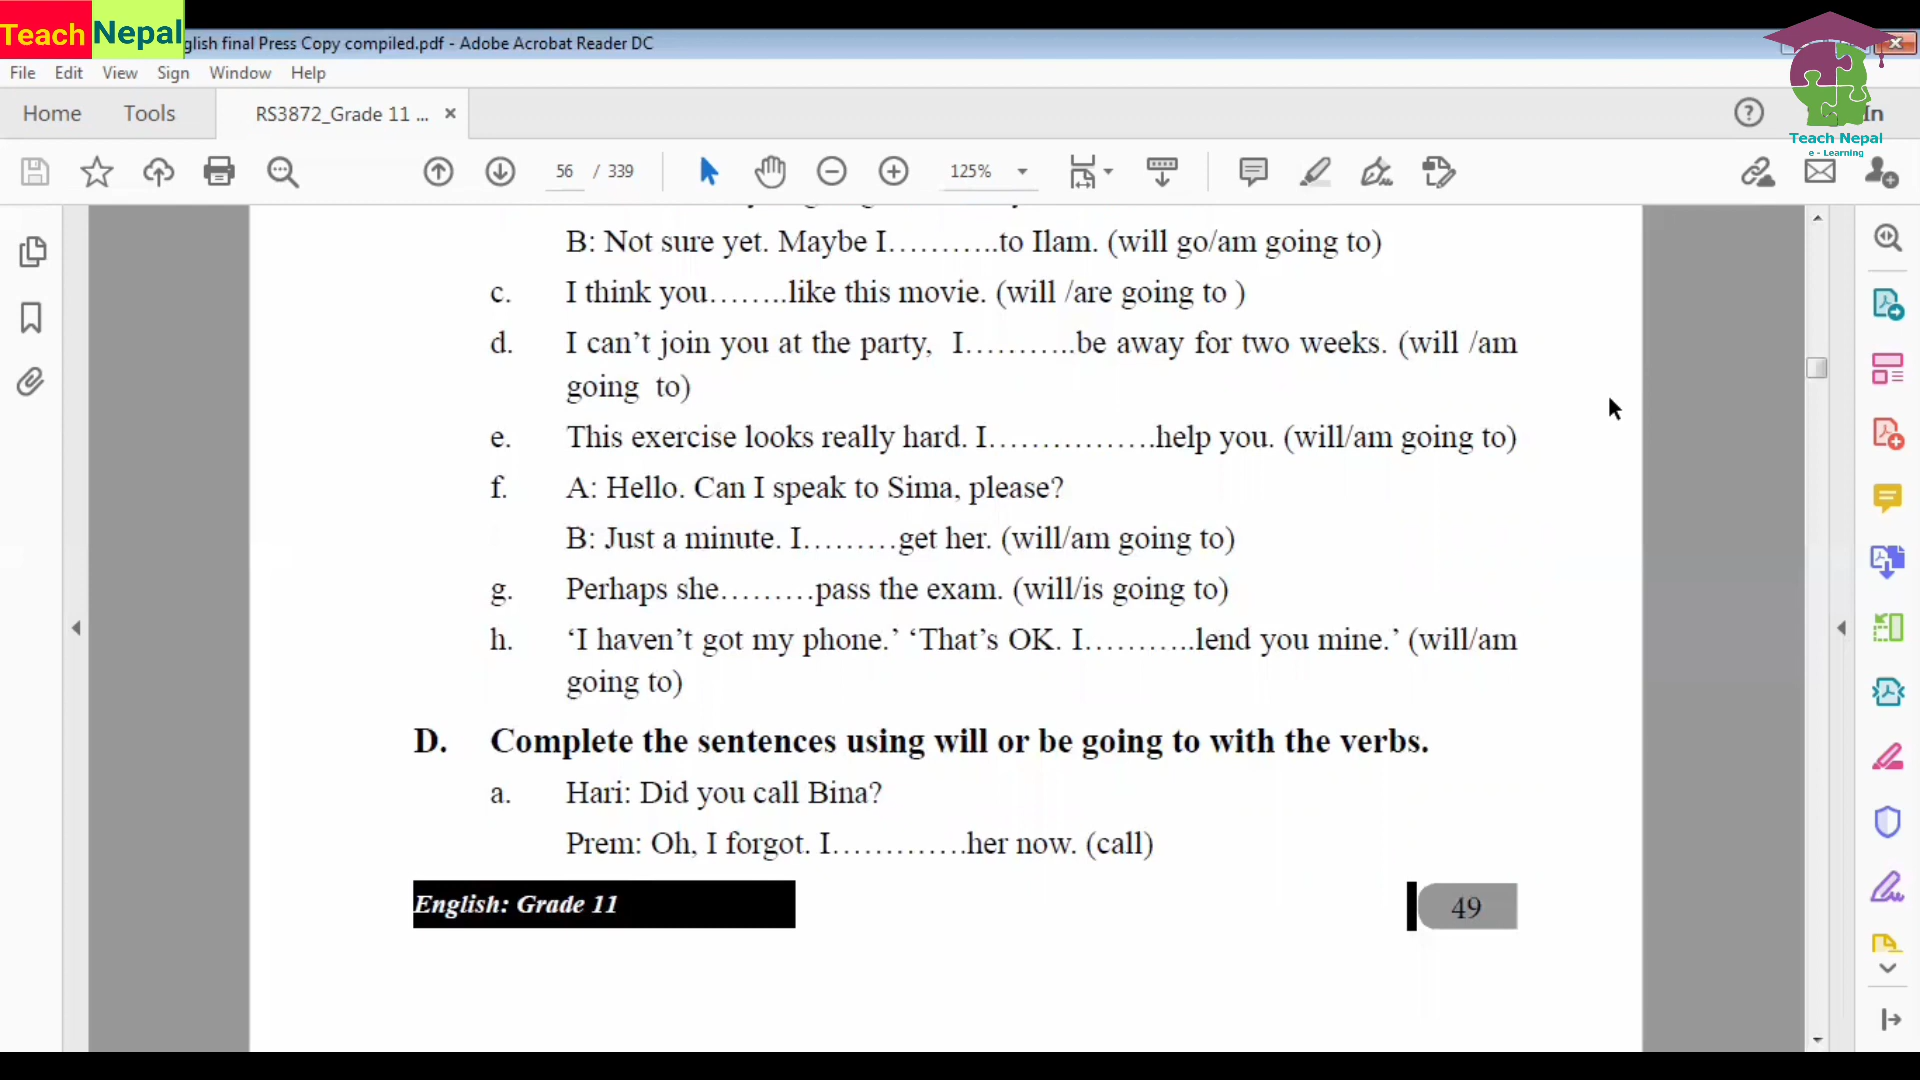 Teach Nepal
glish final Press Copy compiled.pdf - Adobe Acrobat Reader DC
File Edit View Sign Window Help
Home Tools RS3872_Grade 11 ... × In
Teach Nepal
e - Learning
56 / 339 125%
B: Not sure yet. Maybe I………..to Ilam. (will go/am going to)
c. I think you……..like this movie. (will /are going to )
d. I can’t join you at the party, I………..be away for two weeks. (will /am
going to)
e. This exercise looks really hard. I…………….help you. (will/am going to)
f. A: Hello. Can I speak to Sima, please?
B: Just a minute. I………get her. (will/am going to)
g. Perhaps she………pass the exam. (will/is going to)
h. ‘I haven’t got my phone.’ ‘That’s OK. I………..lend you mine.’ (will/am
going to)
D. Complete the sentences using will or be going to with the verbs.
a. Hari: Did you call Bina?
Prem: Oh, I forgot. I………….her now. (call)
English: Grade 11 49